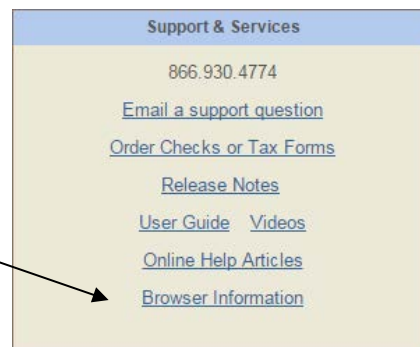 Support & Services
866.930.4774
Email a support question
Order Checks or Tax Forms
Release Notes
User Guide Videos
Online Help Articles
Browser Information